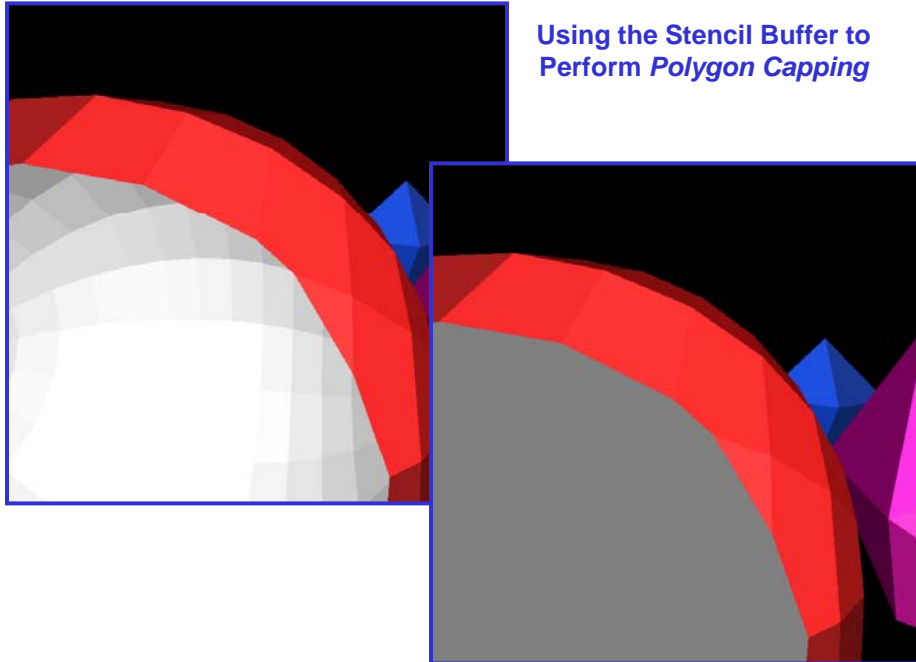 Using the Stencil Buffer to
Perform Polygon Capping